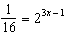 1/16 = 2^{3x−1}